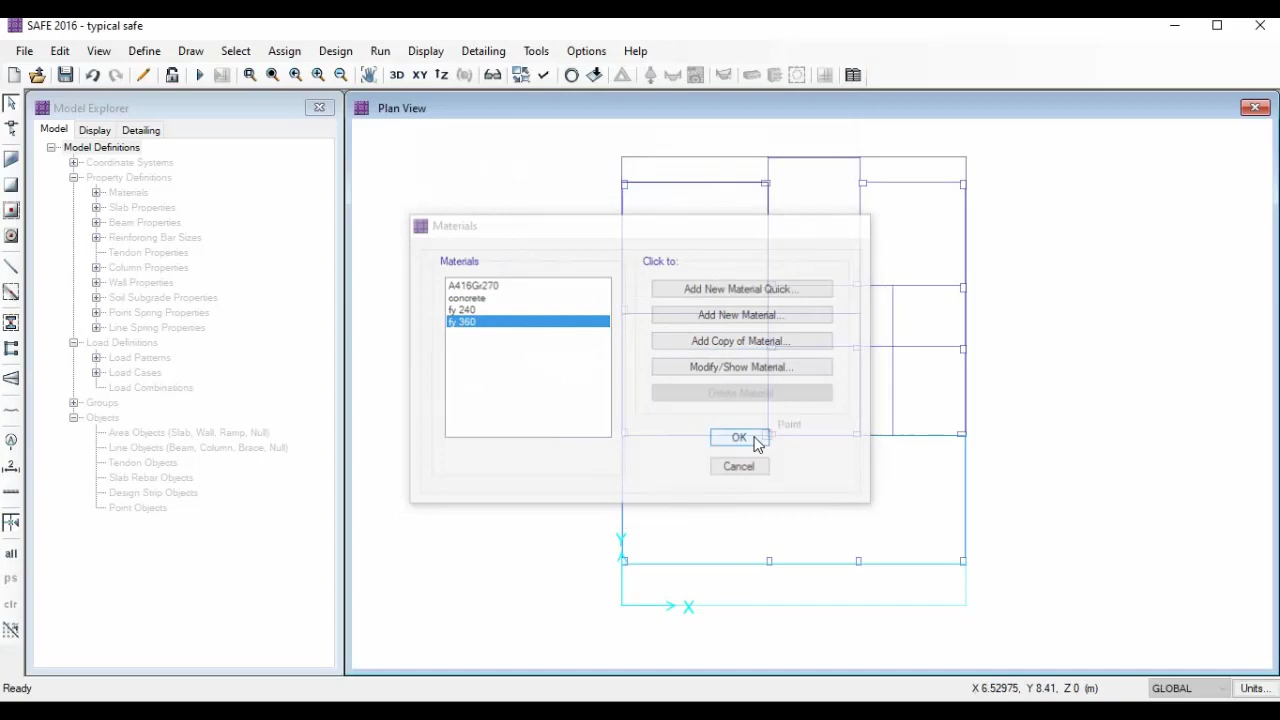 SAFE 2016 - typical safe
File Edit View Define Draw Select Assign Design Run Display Detailing Tools Options Help
3D XY
Model Explorer
Model Display Detailing
Model Definitions
Coordinate Systems
Property Definitions
Materials
Slab Properties
Beam Properties
Reinforcing Bar Sizes
Tendon Properties
Column Properties
Wall Properties
Soil Subgrade Properties
Point Spring Properties
Line Spring Properties
Load Definitions
Load Patterns
Load Cases
Load Combinations
Groups
Objects
Area Objects (Slab, Wall, Ramp, Null)
Line Objects (Beam, Column, Brace, Null)
Tendon Objects
Slab Rebar Objects
Design Strip Objects
Point Objects
all
ps
clr
Plan View
Materials
Materials
A416Gr270
concrete
fy 240
fy 360
Click to:
Add New Material Quick...
Add New Material...
Add Copy of Material...
Modify/Show Material...
Delete Material
Point
OK
Cancel
Y
X
Ready
X 6.52975, Y 8.41, Z 0 (m)
GLOBAL
Units...